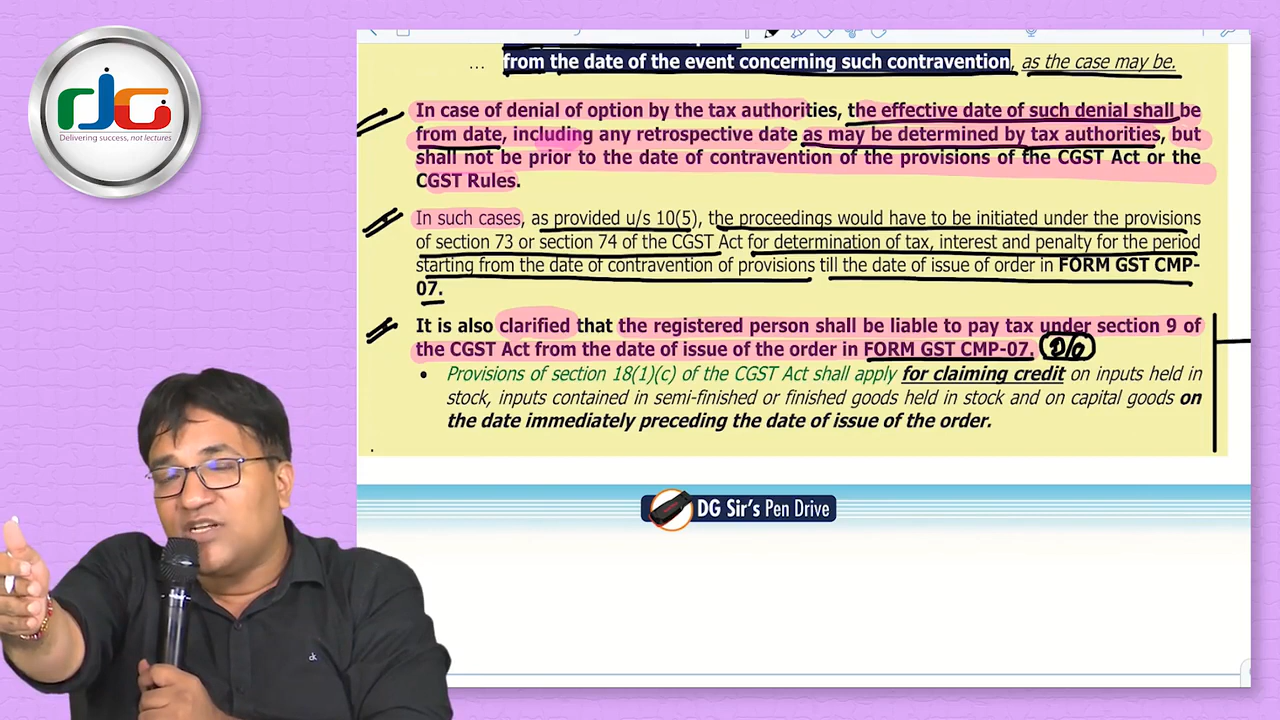 Delivering success, not lectures
... from the date of the event concerning such contravention, as the case may be.
In case of denial of option by the tax authorities, the effective date of such denial shall be
from date, including any retrospective date as may be determined by tax authorities, but
shall not be prior to the date of contravention of the provisions of the CGST Act or the
CGST Rules.
In such cases, as provided u/s 10(5), the proceedings would have to be initiated under the provisions
of section 73 or section 74 of the CGST Act for determination of tax, interest and penalty for the period
starting from the date of contravention of provisions till the date of issue of order in FORM GST CMP-
07.
It is also clarified that the registered person shall be liable to pay tax under section 9 of
the CGST Act from the date of issue of the order in FORM GST CMP-07.
• Provisions of section 18(1)(c) of the CGST Act shall apply for claiming credit on inputs held in
stock, inputs contained in semi-finished or finished goods held in stock and on capital goods on
the date immediately preceding the date of issue of the order.
DG Sir's Pen Drive